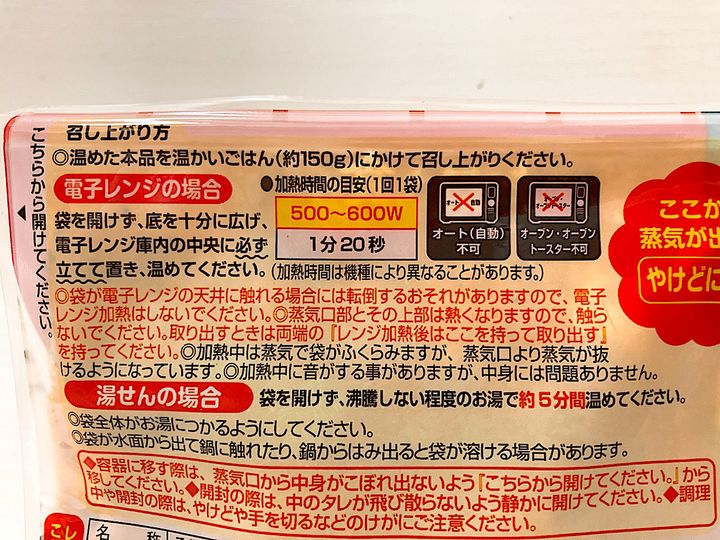 こちらから開けてください。
召し上がり方
◎温めた本品を温かいごはん(約150g)にかけて召し上がりください。
電子レンジの場合
●加熱時間の目安(1回1袋)
500〜600W
1分20秒
オート(自動)
不可
オーブン・オーブン
トースター不可
袋を開けず、底を十分に広げ、
電子レンジ庫内の中央に必ず
立てて置き、温めてください。(加熱時間は機種により異なることがあります。)
◎袋が電子レンジの天井に触れる場合には転倒するおそれがありますので、電子
レンジ加熱はしないでください。◎蒸気口部とその上部は熱くなりますので、触ら
ないでください。取り出すときは両端の『レンジ加熱後はここを持って取り出す』
を持ってください。◎加熱中は蒸気で袋がふくらみますが、蒸気口より蒸気が抜
けるようになっています。◎加熱中に音がする事がありますが、中身には問題ありません。
湯せんの場合
袋を開けず、沸騰しない程度のお湯で約5分間温めてください。
◎袋全体がお湯につかるようにしてください。
◎袋が水面から出て鍋に触れたり、鍋からはみ出ると袋が溶ける場合があります。
◆容器に移す際は、蒸気口から中身がこぼれ出ないよう『こちらから開けてください。』から
移してください。◆開封の際は、中のタレが飛び散らないよう静かに開けてください。◆調理
中や開封の際は、やけどや手を切るなどのけがにご注意ください。
ここか
蒸気が出
やけどに
名称